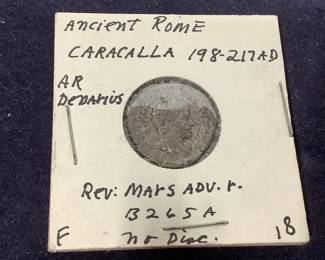 Ancient Rome
CARACALLA 198-217AD
AR
Denarius
Rev: Mars ADV. r.
B265A
F no Disc. 18